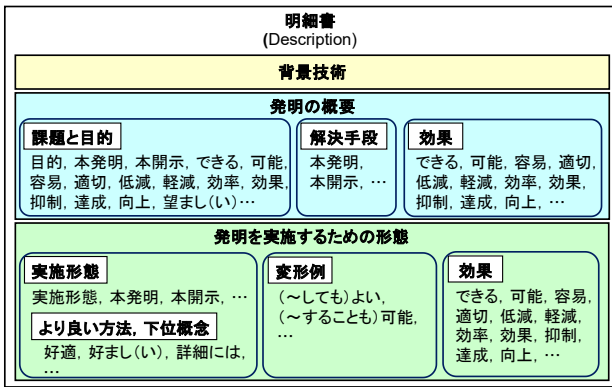 明細書
(Description)
背景技術
発明の概要
課題と目的
目的, 本発明, 本開示, できる, 可能,
容易, 適切, 低減, 軽減, 効率, 効果,
抑制, 達成, 向上, 望まし(い)…
解決手段
本発明,
本開示, …
効果
できる, 可能, 容易, 適切,
低減, 軽減, 効率, 効果,
抑制, 達成, 向上, …
発明を実施するための形態
実施形態
実施形態, 本発明, 本開示, …
より良い方法, 下位概念
好適, 好まし(い), 詳細には,
…
変形例
(～しても)よい,
(～することも)可能,
…
効果
できる, 可能, 容易,
適切, 低減, 軽減,
効率, 効果, 抑制,
達成, 向上, …